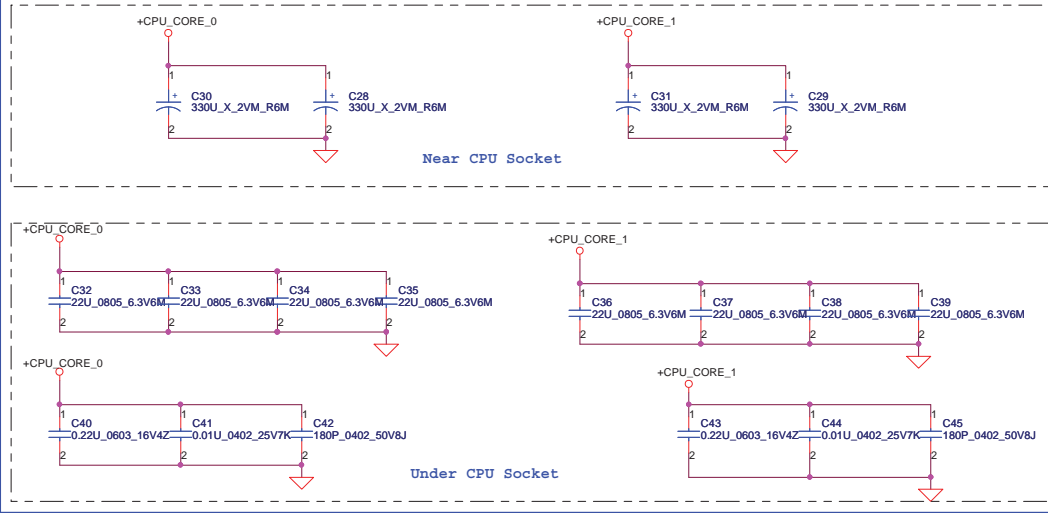 +CPU_CORE_0
+CPU_CORE_1
1
1
1
1
+
C30
330U_X_2VM_R6M
+
C28
330U_X_2VM_R6M
+
C31
330U_X_2VM_R6M
+
C29
330U_X_2VM_R6M
2
2
2
2
Near CPU Socket
+CPU_CORE_0
+CPU_CORE_1
1
1
1
1
C32
22U_0805_6.3V6M
C33
22U_0805_6.3V6M
C34
22U_0805_6.3V6M
C35
22U_0805_6.3V6M
2
2
2
2
1
1
1
1
C36
22U_0805_6.3V6M
C37
22U_0805_6.3V6M
C38
22U_0805_6.3V6M
C39
22U_0805_6.3V6M
2
2
2
2
+CPU_CORE_0
+CPU_CORE_1
1
1
1
C40
0.22U_0603_16V4Z
C41
0.01U_0402_25V7K
C42
180P_0402_50V8J
2
2
2
1
1
1
C43
0.22U_0603_16V4Z
C44
0.01U_0402_25V7K
C45
180P_0402_50V8J
2
2
2
Under CPU Socket